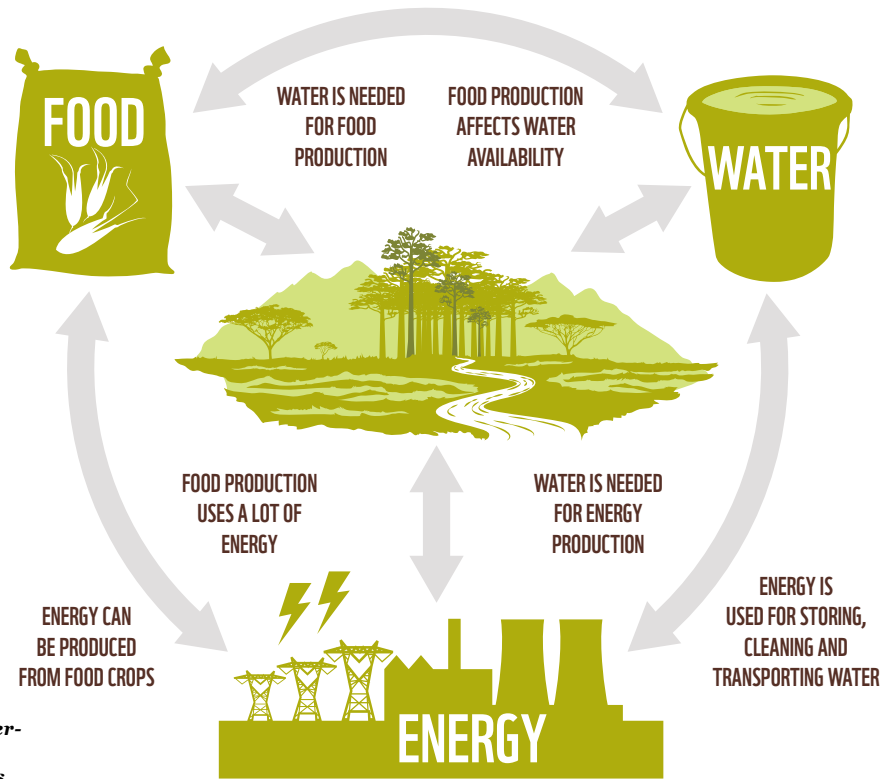 FOOD
WATER IS NEEDED
FOR FOOD
PRODUCTION
FOOD PRODUCTION
AFFECTS WATER
AVAILABILITY
WATER
FOOD PRODUCTION
USES A LOT OF
ENERGY
WATER IS NEEDED
FOR ENERGY
PRODUCTION
ENERGY CAN
BE PRODUCED
FROM FOOD CROPS
ENERGY IS
USED FOR STORING,
CLEANING AND
TRANSPORTING WATER
ENERGY
er-